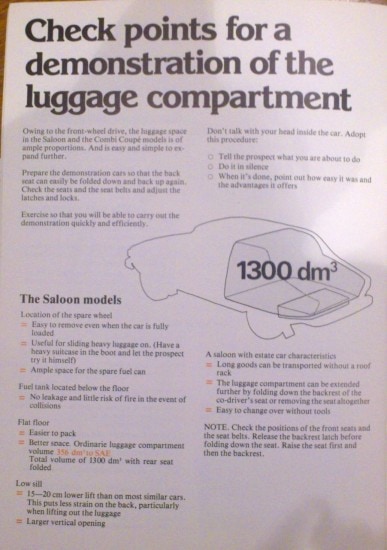 Check points for a
demonstration of the
luggage compartment
Owing to the front-wheel drive, the luggage space
in the Saloon and the Combi Coupé models is of
ample proportions. And is easy and simple to ex-
pand further.
Prepare the demonstration cars so that the back
seat can easily be folded down and back up again.
Check the seats and the seat belts and adjust the
latches and locks.
Exercise so that you will be able to carry out the
demonstration quickly and efficiently.
Don't talk with your head inside the car. Adopt
this procedure:
○ Tell the prospect what you are about to do
○ Do it in silence
○ When it's done, point out how easy it was and
the advantages it offers
1300 dm³
The Saloon models
Location of the spare wheel
= Easy to remove even when the car is fully
loaded
= Useful for sliding heavy luggage on. (Have a
heavy suitcase in the boot and let the prospect
try it himself)
= Ample space for the spare fuel can
Fuel tank located below the floor
= No leakage and little risk of fire in the event of
collisions
Flat floor
= Easier to pack
= Better space. Ordinarie luggage compartment
volume 356 dm³ to SAE
Total volume of 1300 dm³ with rear seat
folded
Low sill
= 15—20 cm lower lift than on most similar cars.
This puts less strain on the back, particularly
when lifting out the luggage
= Larger vertical opening
A saloon with estate car characteristics
= Long goods can be transported without a roof
rack
= The luggage compartment can be extended
further by folding down the backrest of the
co-driver's seat or removing the seat altogether
= Easy to change over without tools
NOTE. Check the positions of the front seats and
the seat belts. Release the backrest latch before
folding down the seat. Raise the seat first and
then the backrest.